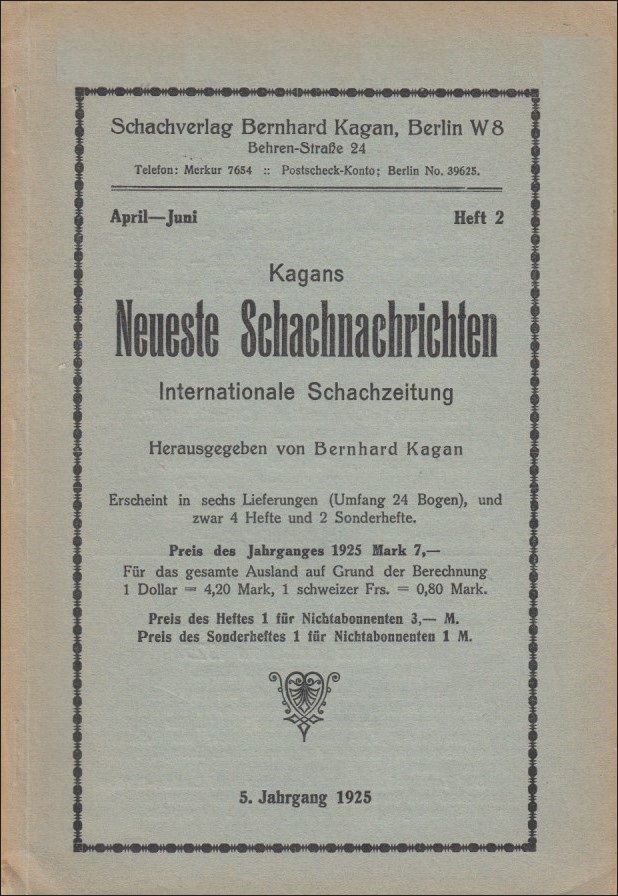 Schachverlag Bernhard Kagan, Berlin W 8
Behren-Straße 24
Telefon: Merkur 7654 :: Postscheck-Konto: Berlin No. 39625.
April—Juni Heft 2
Kagans
Neueste Schachnachrichten
Internationale Schachzeitung
Herausgegeben von Bernhard Kagan
Erscheint in sechs Lieferungen (Umfang 24 Bogen), und
zwar 4 Hefte und 2 Sonderhefte.
Preis des Jahrganges 1925 Mark 7,—
Für das gesamte Ausland auf Grund der Berechnung
1 Dollar = 4,20 Mark, 1 schweizer Frs. = 0,80 Mark.
Preis des Heftes 1 für Nichtabonnenten 3,— M.
Preis des Sonderheftes 1 für Nichtabonnenten 1 M.
5. Jahrgang 1925